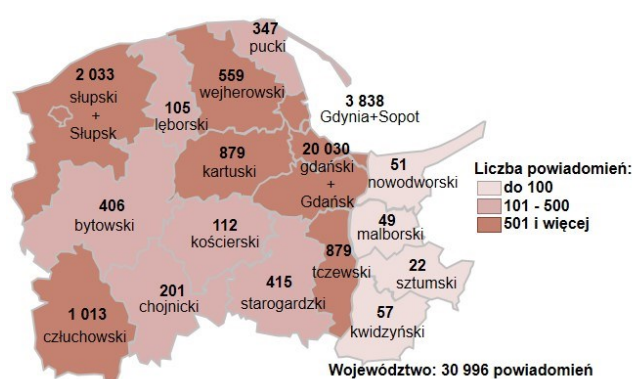 347
pucki
2 033
słupski
+
Słupsk
559
wejherowski
105
lęborski
3 838
Gdynia+Sopot
879
kartuski
20 030
gdański
+
Gdańsk
51
nowodworski
Liczba powiadomień:
do 100
101 - 500
501 i więcej
406
bytowski
112
kościerski
49
malborski
879
tczewski
22
sztumski
201
chojnicki
415
starogardzki
1 013
człuchowski
57
kwidzyński
Województwo: 30 996 powiadomień